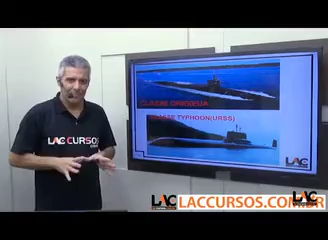 CLASSE OHIO(EUA)
CLASSE TYPHOON(URSS)
LAC
LAC CURSOS
LAC
LACCURSOS.COM.BR
LAC